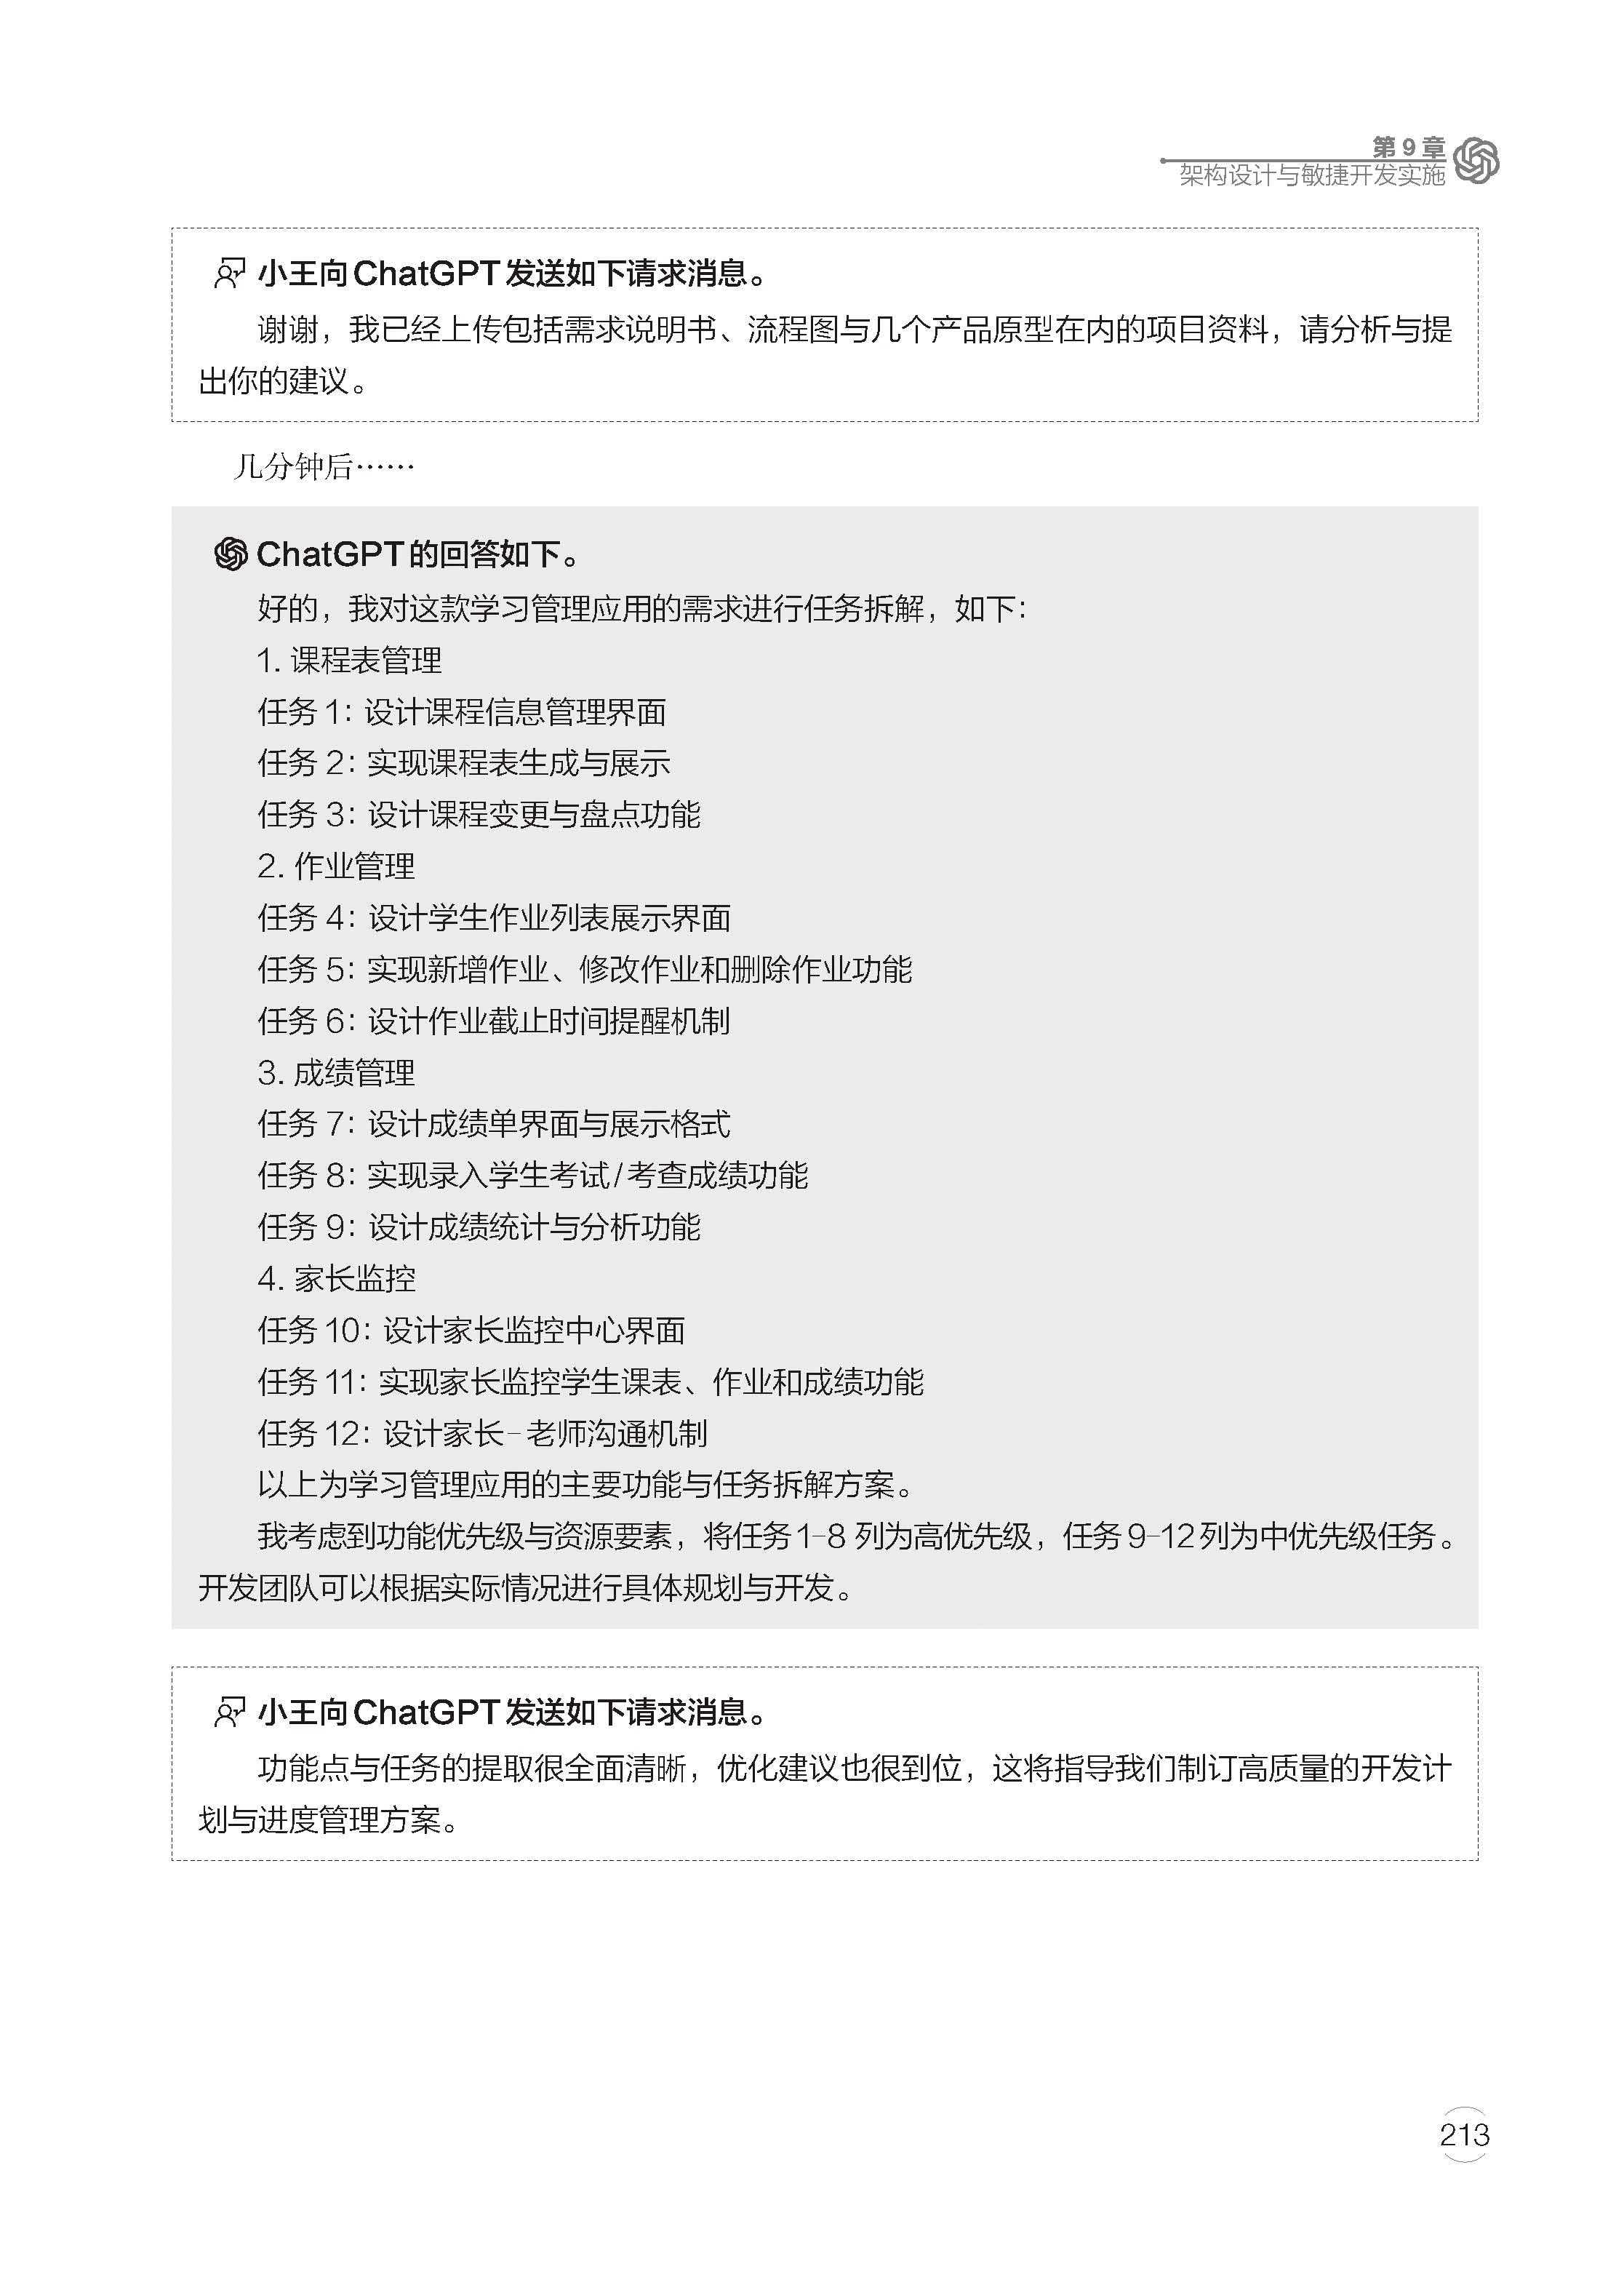 第 9 章
架构设计与敏捷开发实施
小王向ChatGPT发送如下请求消息。
谢谢，我已经上传包括需求说明书、流程图与几个产品原型在内的项目资料，请分析与提
出你的建议。
几分钟后……
ChatGPT的回答如下。
好的，我对这款学习管理应用的需求进行任务拆解，如下：
1. 课程表管理
任务 1：设计课程信息管理界面
任务 2：实现课程表生成与展示
任务 3：设计课程变更与盘点功能
2. 作业管理
任务 4：设计学生作业列表展示界面
任务 5：实现新增作业、修改作业和删除作业功能
任务 6：设计作业截止时间提醒机制
3. 成绩管理
任务 7：设计成绩单界面与展示格式
任务 8：实现录入学生考试/考查成绩功能
任务 9：设计成绩统计与分析功能
4. 家长监控
任务 10：设计家长监控中心界面
任务 11：实现家长监控学生课表、作业和成绩功能
任务 12：设计家长-老师沟通机制
以上为学习管理应用的主要功能与任务拆解方案。
我考虑到功能优先级与资源要素，将任务 1-8 列为高优先级，任务 9-12 列为中优先级任务。
开发团队可以根据实际情况进行具体规划与开发。
小王向ChatGPT发送如下请求消息。
功能点与任务的提取很全面清晰，优化建议也很到位，这将指导我们制订高质量的开发计
划与进度管理方案。
213